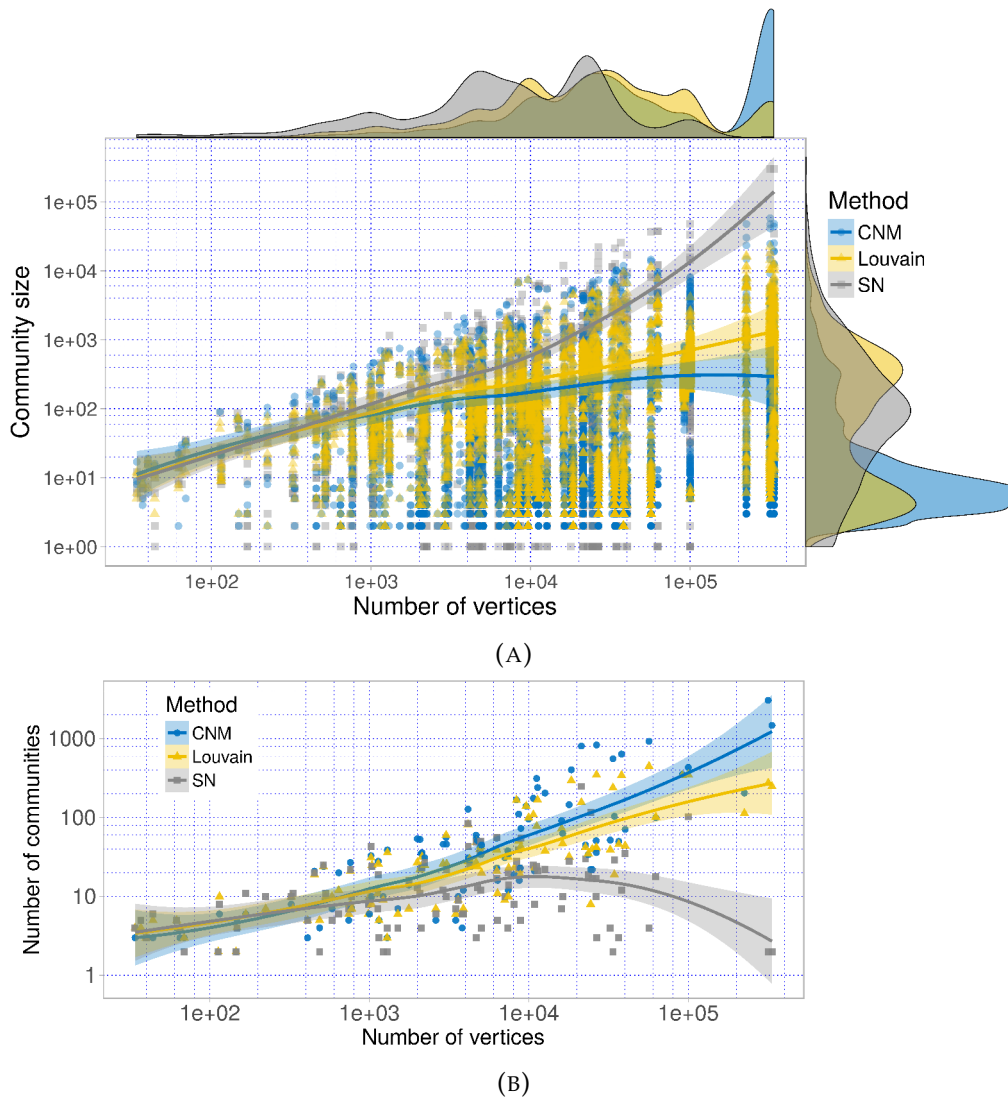 1e+05
1e+04
1e+03
1e+02
1e+01
1e+00
Community size
1e+02
1e+03
1e+04
1e+05
Number of vertices
Method
CNM
Louvain
SN
(A)
Method
CNM
Louvain
SN
1000
100
10
1
Number of communities
1e+02
1e+03
1e+04
1e+05
Number of vertices
(B)